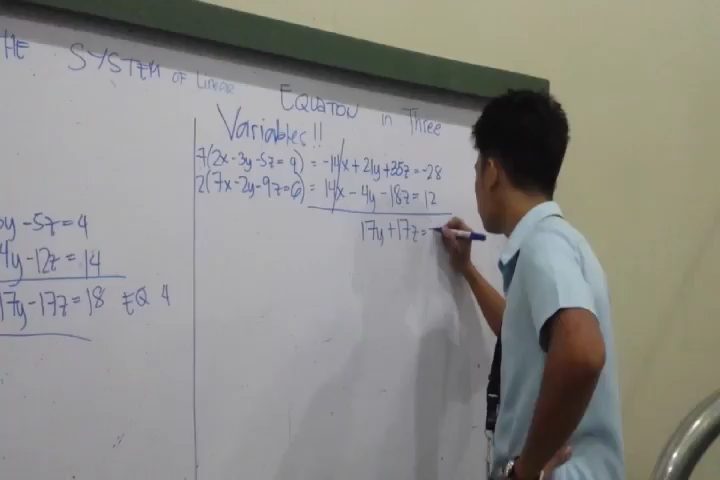 THE SYSTEM OF Linear
EQUATION in Three
Variables!!
7(2x-3y-5z=4) = -14x+21y+35z=-28
2(7x-2y-9z=6) = 14x-4y-18z=12
17y+17z=-
y-5z=4
4y-12z=14
17y-17z=18 EQ 4